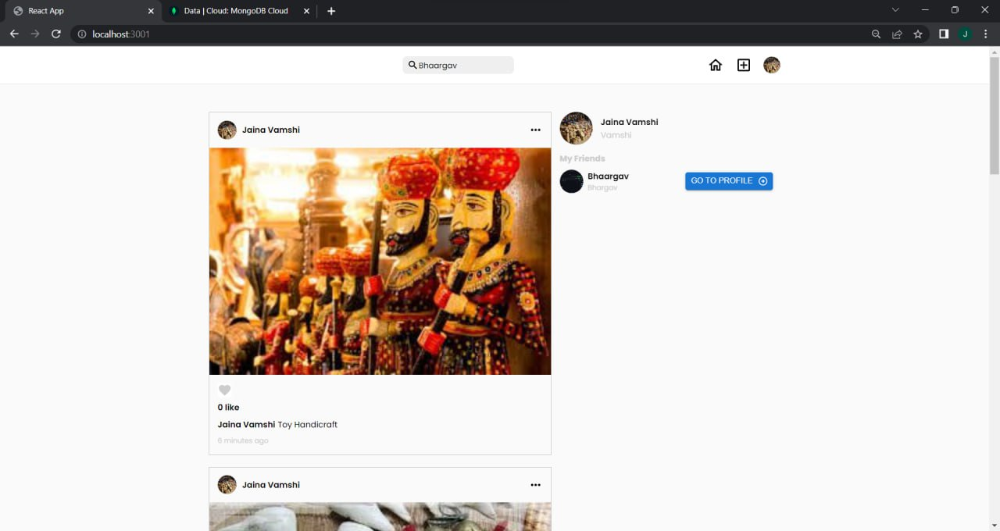 React App
Data | Cloud: MongoDB Cloud
localhost:3001
J
Bhaargav
Jaina Vamshi
Jaina Vamshi
Vamshi
My Friends
Bhaargav
Bhargav
GO TO PROFILE
0 like
Jaina Vamshi Toy Handicraft
6 minutes ago
Jaina Vamshi